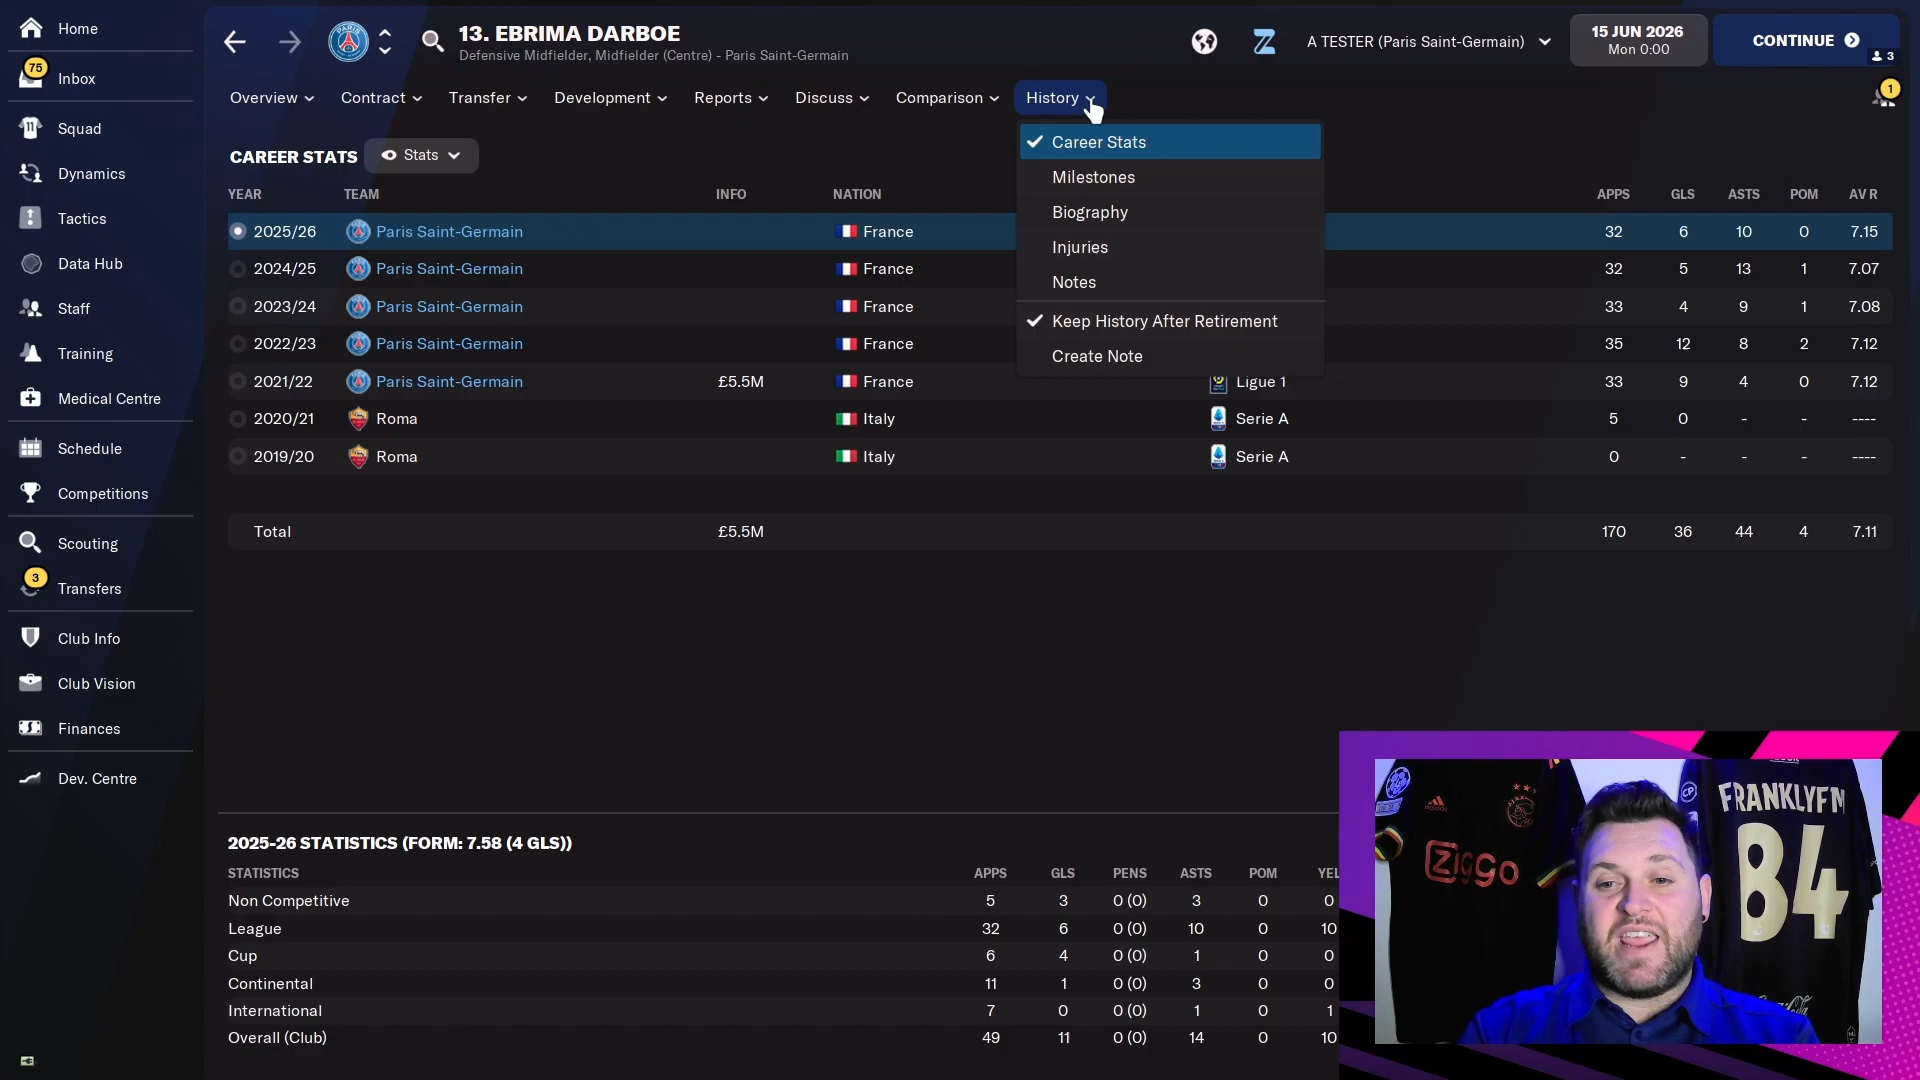 Home
75
Inbox
Squad
Dynamics
Tactics
Data Hub
Staff
Training
Medical Centre
Schedule
Competitions
Scouting
3
Transfers
Club Info
Club Vision
Finances
Dev. Centre
13. EBRIMA DARBOE
Defensive Midfielder, Midfielder (Centre) - Paris Saint-Germain
A TESTER (Paris Saint-Germain)
15 JUN 2026
Mon 0:00
CONTINUE
3
Overview
Contract
Transfer
Development
Reports
Discuss
Comparison
History
1
Career Stats
Milestones
Biography
Injuries
Notes
Keep History After Retirement
Create Note
CAREER STATS
Stats
YEAR TEAM INFO NATION APPS GLS ASTS POM AV R
2025/26 Paris Saint-Germain France 32 6 10 0 7.15
2024/25 Paris Saint-Germain France 32 5 13 1 7.07
2023/24 Paris Saint-Germain France 33 4 9 1 7.08
2022/23 Paris Saint-Germain France 35 12 8 2 7.12
2021/22 Paris Saint-Germain £5.5M France Ligue 1 33 9 4 0 7.12
2020/21 Roma Italy Serie A 5 0 - - ----
2019/20 Roma Italy Serie A 0 - - - ----
Total £5.5M 170 36 44 4 7.11
2025-26 STATISTICS (FORM: 7.58 (4 GLS))
STATISTICS APPS GLS PENS ASTS POM YEL
Non Competitive 5 3 0 (0) 3 0 0
League 32 6 0 (0) 10 0 10
Cup 6 4 0 (0) 1 0 0
Continental 11 1 0 (0) 3 0 0
International 7 0 0 (0) 1 0 1
Overall (Club) 49 11 0 (0) 14 0 10
adidas
ziggo
FRANKLYFM
84